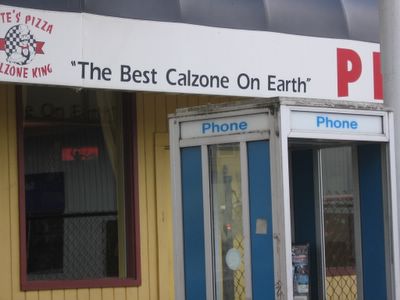 TE'S PIZZA
LZONE KING
"The Best Calzone On Earth"
P
Phone
Phone